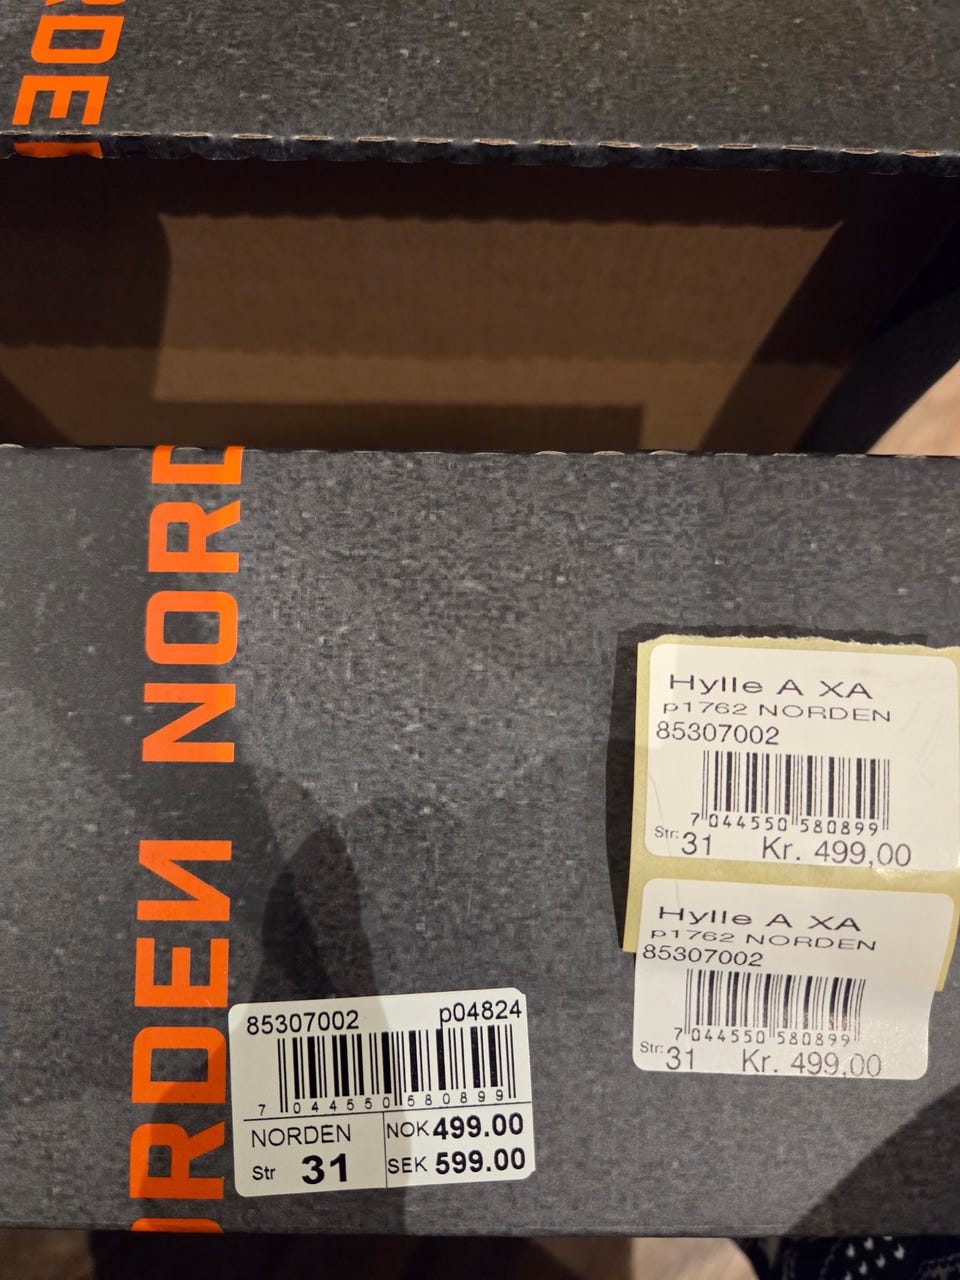 RDE
NORDEN NORD
Hylle A XA
p1762 NORDEN
85307002
7 044550 580899
Str: 31 Kr. 499,00
Hylle A XA
p1762 NORDEN
85307002
7 044550 580899
Str: 31 Kr. 499,00
85307002 p04824
7 044550 580899
NORDEN NOK 499.00
Str 31 SEK 599.00